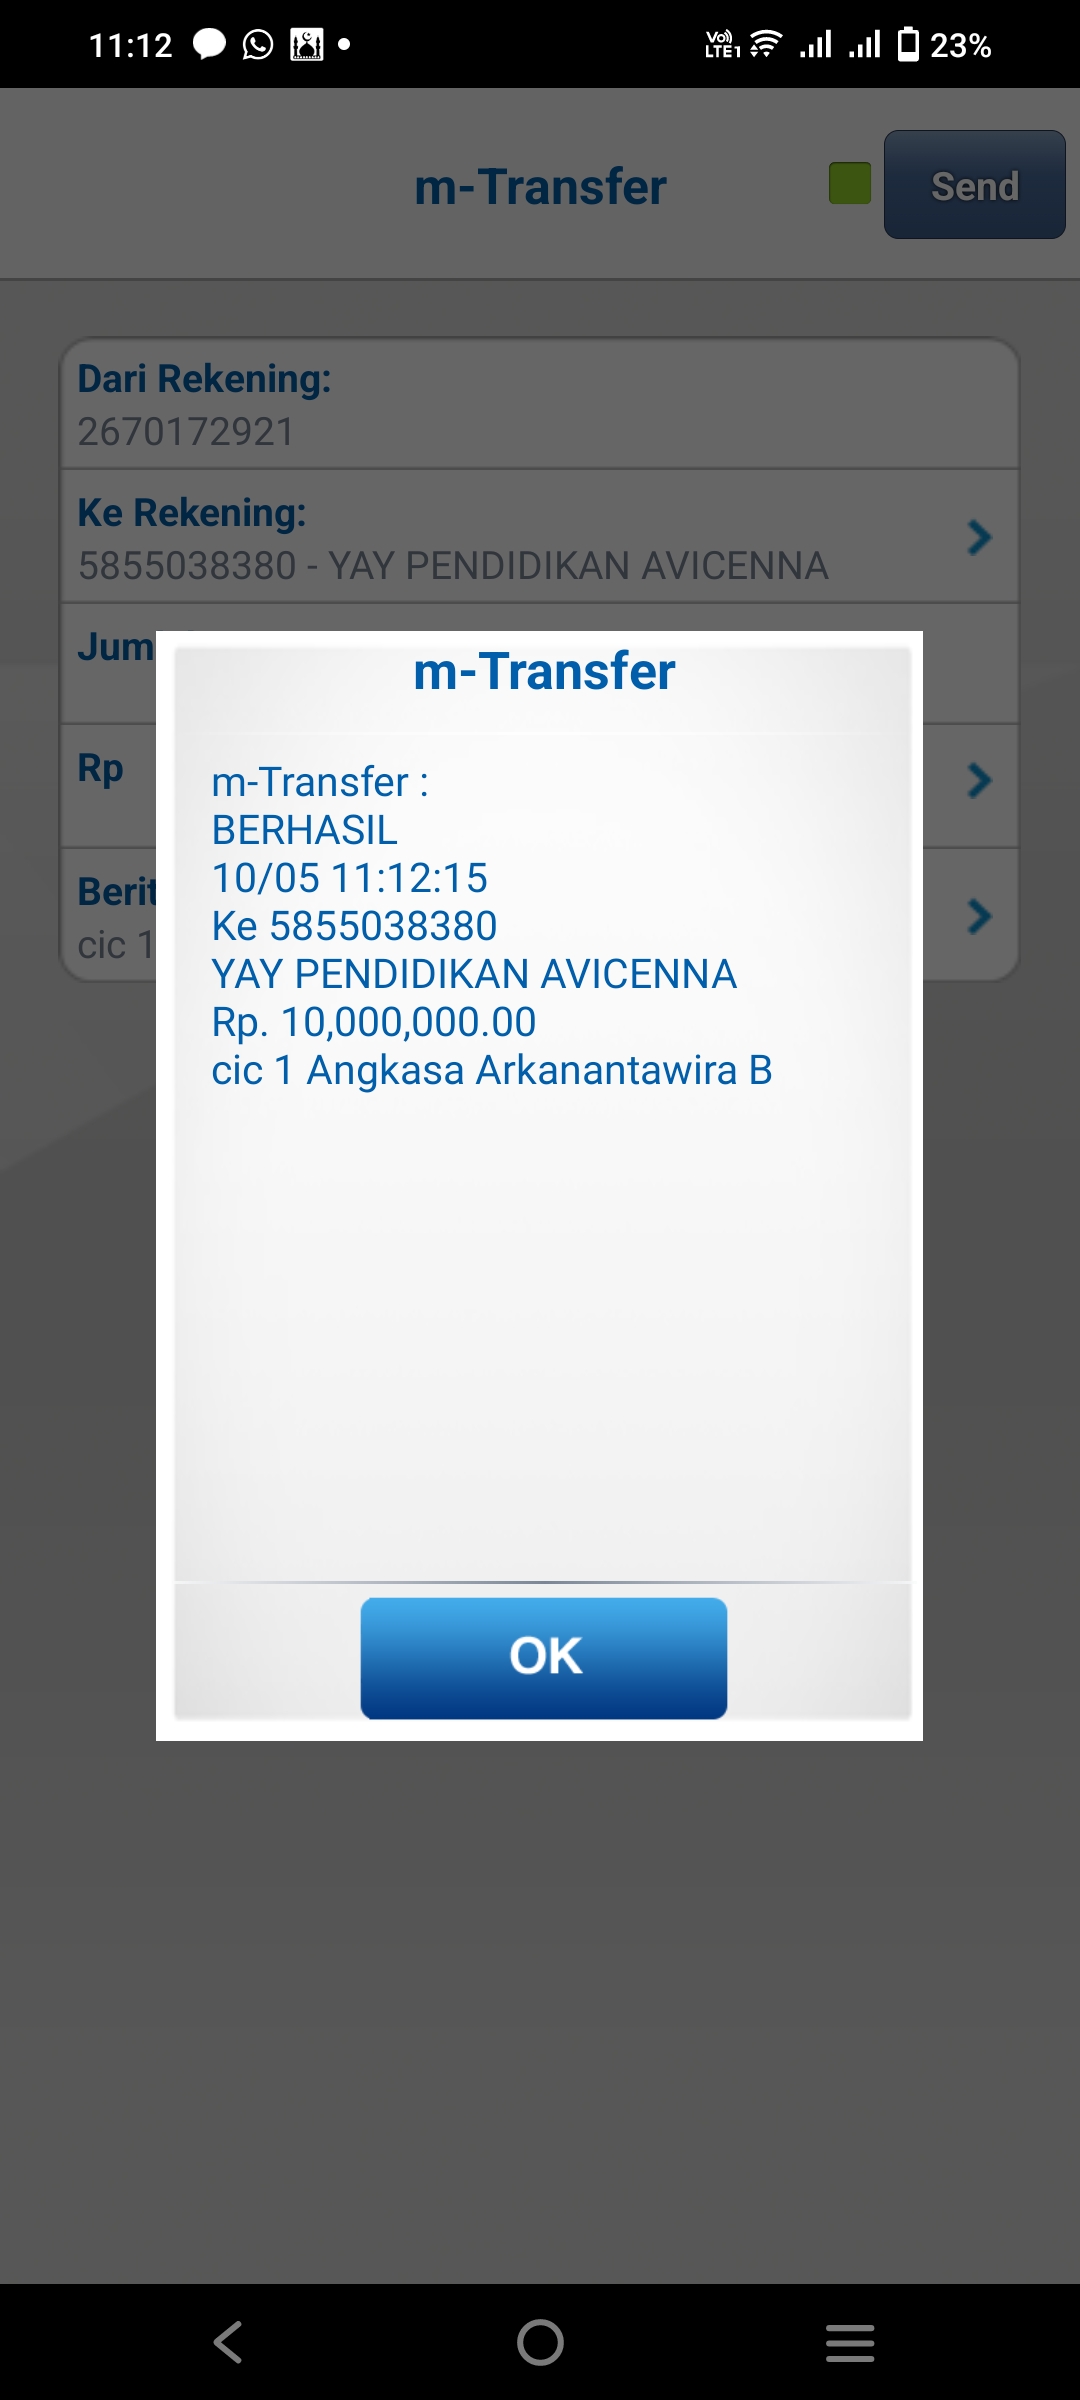 11:12
Vo))
LTE1
23%
m-Transfer
Send
Dari Rekening:
2670172921
Ke Rekening:
5855038380 - YAY PENDIDIKAN AVICENNA
Jum
Rp
Berit
cic 1
m-Transfer
m-Transfer :
BERHASIL
10/05 11:12:15
Ke 5855038380
YAY PENDIDIKAN AVICENNA
Rp. 10,000,000.00
cic 1 Angkasa Arkanantawira B
OK